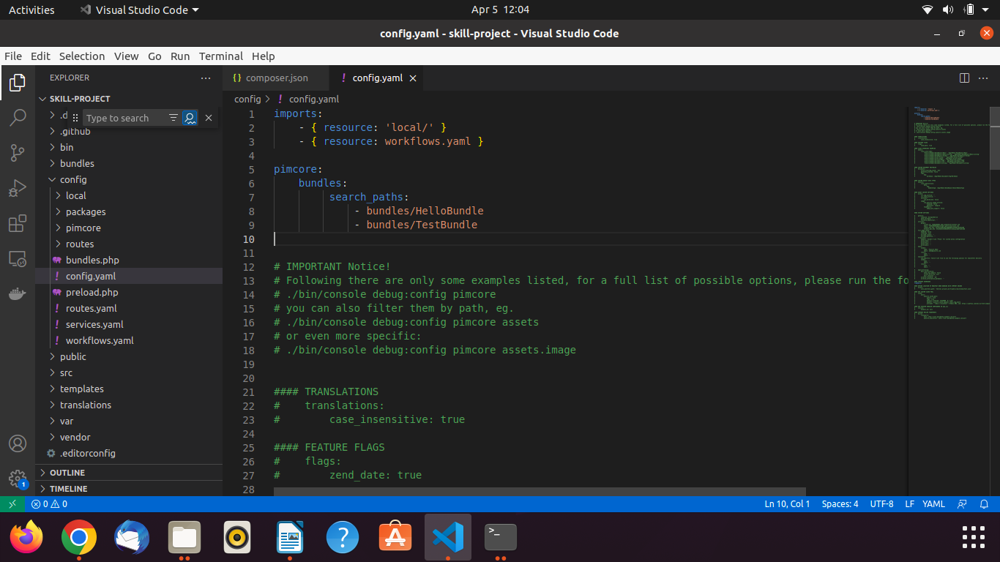 Activities
Visual Studio Code
Apr 5 12:04
config.yaml - skill-project - Visual Studio Code
File Edit Selection View Go Run Terminal Help
EXPLORER
SKILL-PROJECT
.d
Type to search
.github
bin
bundles
config
local
packages
pimcore
routes
bundles.php
config.yaml
preload.php
routes.yaml
services.yaml
workflows.yaml
public
src
templates
translations
var
vendor
.editorconfig
OUTLINE
TIMELINE
1
{} composer.json
! config.yaml
config > ! config.yaml
1 imports:
2 - { resource: 'local/' }
3 - { resource: workflows.yaml }
4
5 pimcore:
6 bundles:
7 search_paths:
8 - bundles/HelloBundle
9 - bundles/TestBundle
10
11
12 # IMPORTANT Notice!
13 # Following there are only some examples listed, for a full list of possible options, please run the fo
14 # ./bin/console debug:config pimcore
15 # you can also filter them by path, eg.
16 # ./bin/console debug:config pimcore assets
17 # or even more specific:
18 # ./bin/console debug:config pimcore assets.image
19
20
21 #### TRANSLATIONS
22 # translations:
23 # case_insensitive: true
24
25 #### FEATURE FLAGS
26 # flags:
27 # zend_date: true
28
0 0
Ln 10, Col 1 Spaces: 4 UTF-8 LF YAML